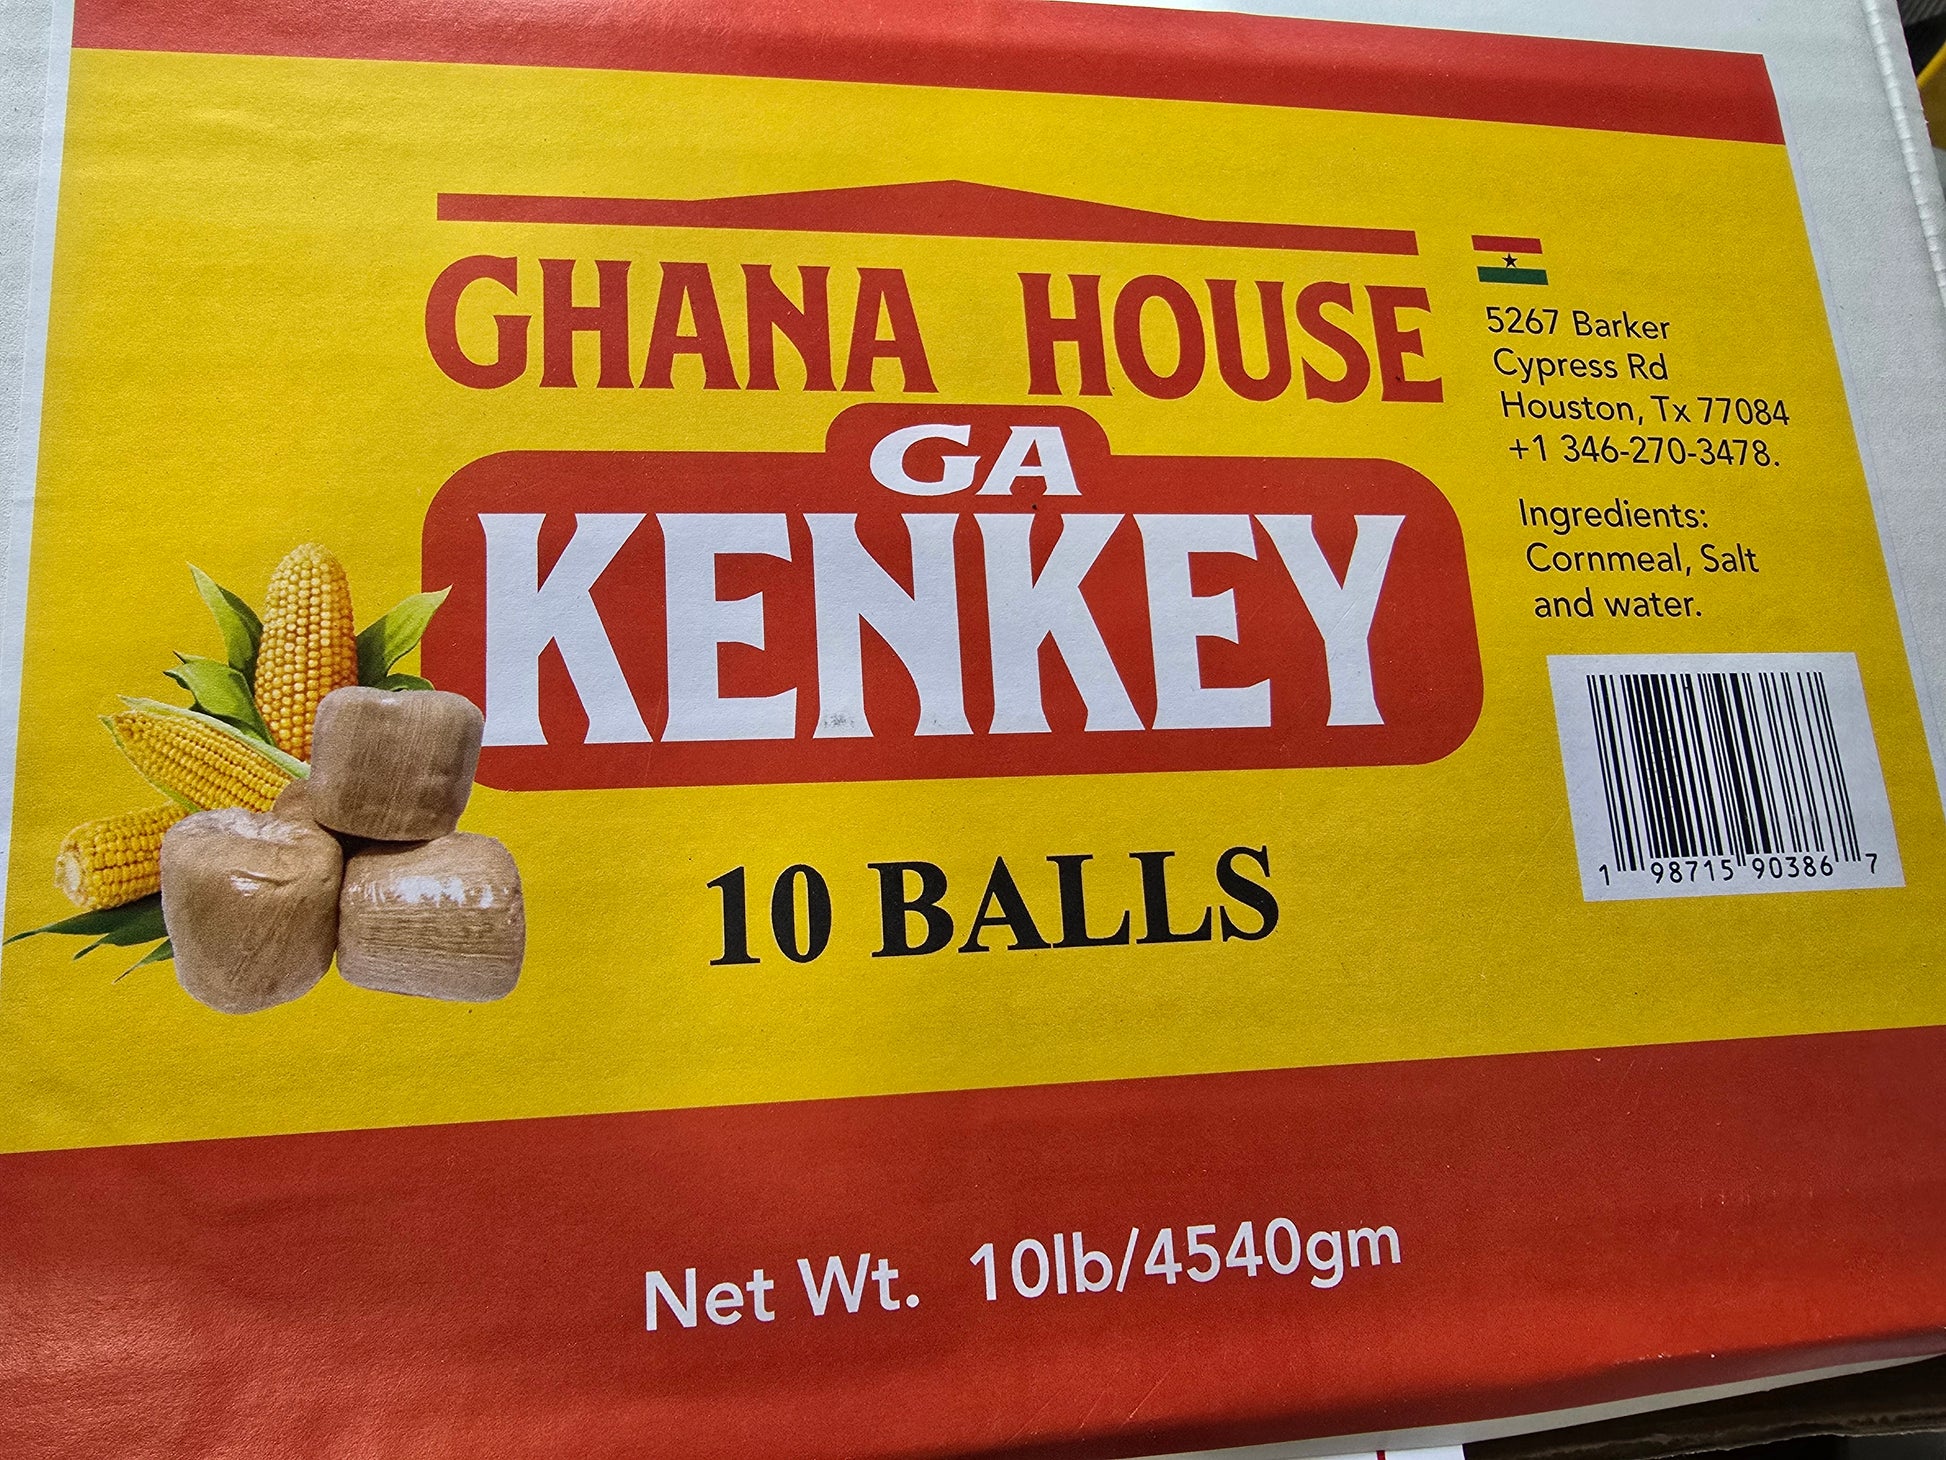 GHANA HOUSE
GA
KENKEY
10 BALLS
5267 Barker
Cypress Rd
Houston, Tx 77084
+1 346-270-3478.
Ingredients:
Cornmeal, Salt
and water.
1 98715 90386 7
Net Wt. 10lb/4540gm